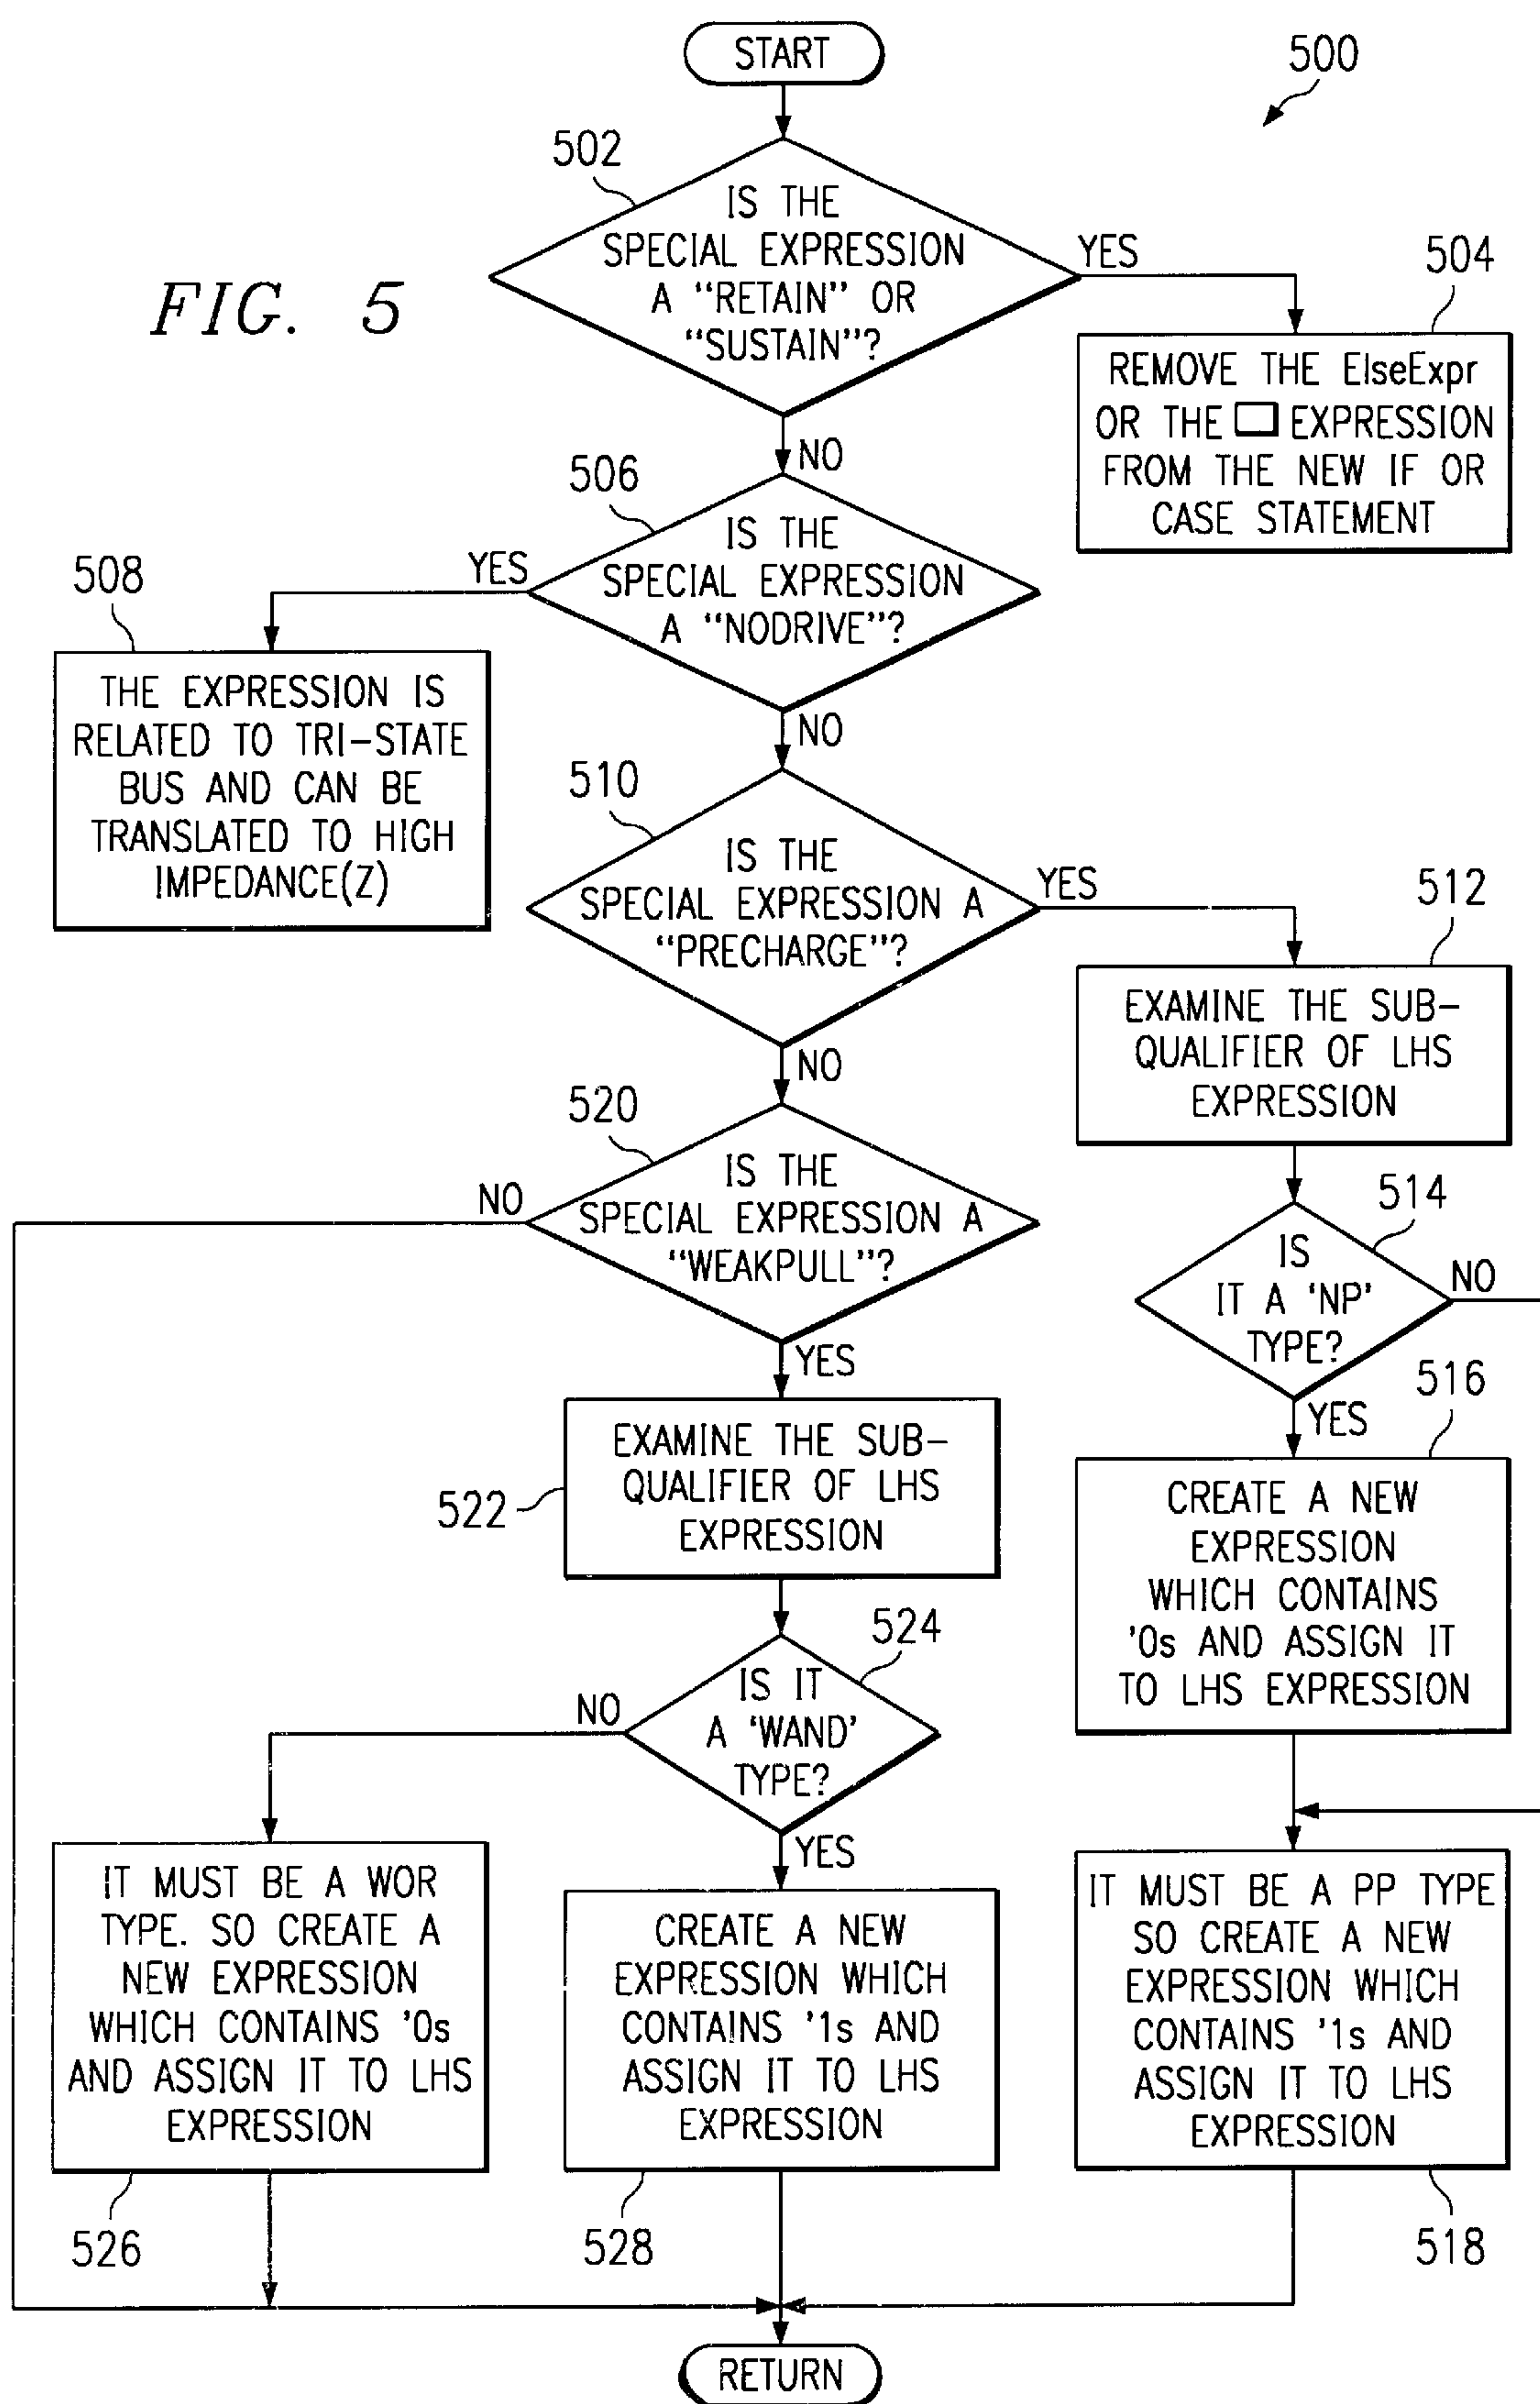 START
500
502
IS THE
SPECIAL EXPRESSION
A "RETAIN" OR
"SUSTAIN"?
YES
504
FIG. 5
REMOVE THE ElseExpr
OR THE EXPRESSION
FROM THE NEW IF OR
CASE STATEMENT
NO
506
IS THE
SPECIAL EXPRESSION
A "NODRIVE"?
YES
508
THE EXPRESSION IS
RELATED TO TRI-STATE
BUS AND CAN BE
TRANSLATED TO HIGH
IMPEDANCE(Z)
NO
510
IS THE
SPECIAL EXPRESSION A
"PRECHARGE"?
YES
512
EXAMINE THE SUB-
QUALIFIER OF LHS
EXPRESSION
NO
520
IS THE
SPECIAL EXPRESSION A
"WEAKPULL"?
NO
514
IS
IT A 'NP'
TYPE?
NO
YES
516
CREATE A NEW
EXPRESSION
WHICH CONTAINS
'0s AND ASSIGN IT
TO LHS EXPRESSION
YES
522
EXAMINE THE SUB-
QUALIFIER OF LHS
EXPRESSION
524
IS IT
A 'WAND'
TYPE?
NO
YES
IT MUST BE A WOR
TYPE. SO CREATE A
NEW EXPRESSION
WHICH CONTAINS '0s
AND ASSIGN IT TO LHS
EXPRESSION
526
CREATE A NEW
EXPRESSION WHICH
CONTAINS '1s AND
ASSIGN IT TO LHS
EXPRESSION
528
IT MUST BE A PP TYPE
SO CREATE A NEW
EXPRESSION WHICH
CONTAINS '1s AND
ASSIGN IT TO LHS
EXPRESSION
518
RETURN